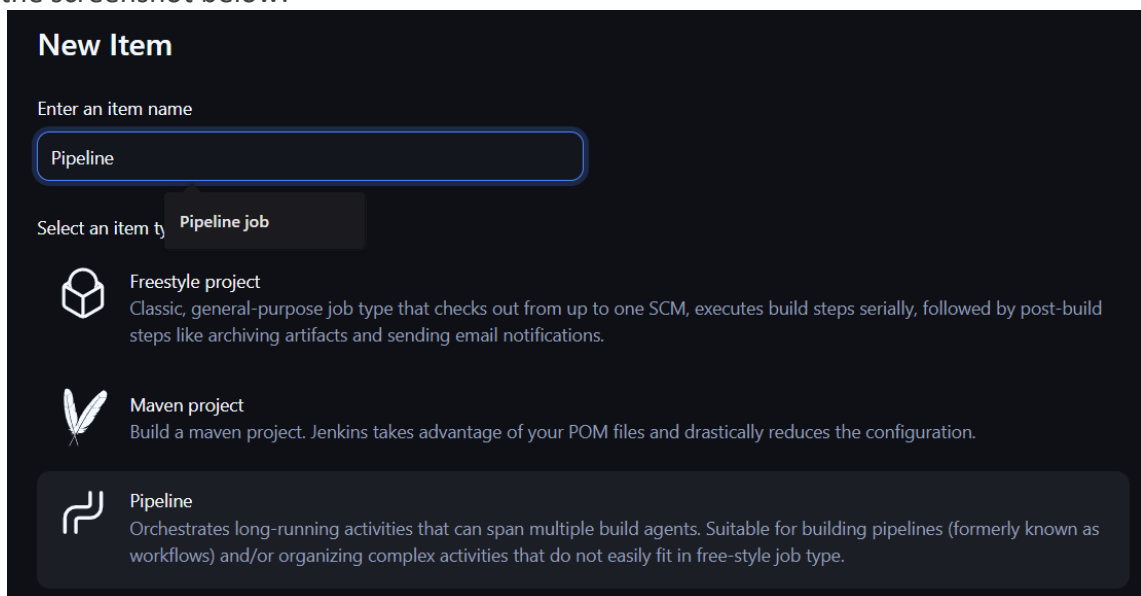 the screenshot below:
New Item
Enter an item name
Pipeline
Pipeline job
Select an item ty
Freestyle project
Classic, general-purpose job type that checks out from up to one SCM, executes build steps serially, followed by post-build
steps like archiving artifacts and sending email notifications.
Maven project
Build a maven project. Jenkins takes advantage of your POM files and drastically reduces the configuration.
Pipeline
Orchestrates long-running activities that can span multiple build agents. Suitable for building pipelines (formerly known as
workflows) and/or organizing complex activities that do not easily fit in free-style job type.